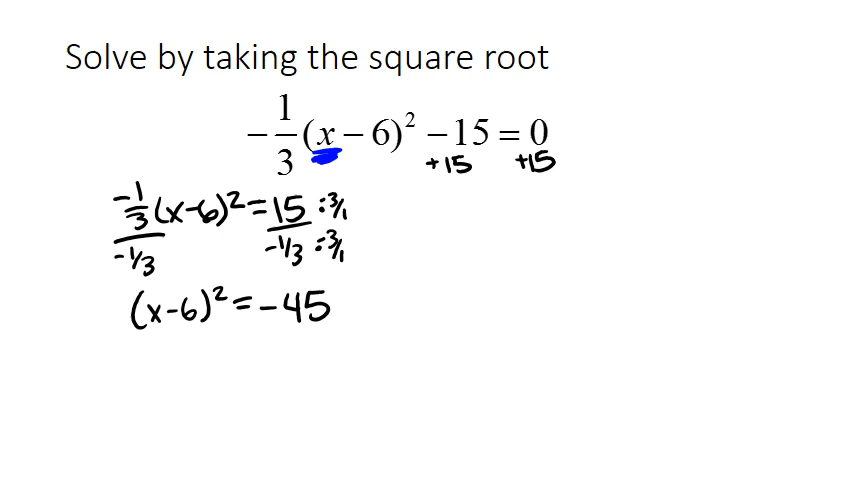 Solve by taking the square root
-1/3(x - 6)² - 15 = 0
+15 +15
-1/3(x-6)² = 15 :3/1
-1/3 -1/3 :3/1
(x-6)² = -45